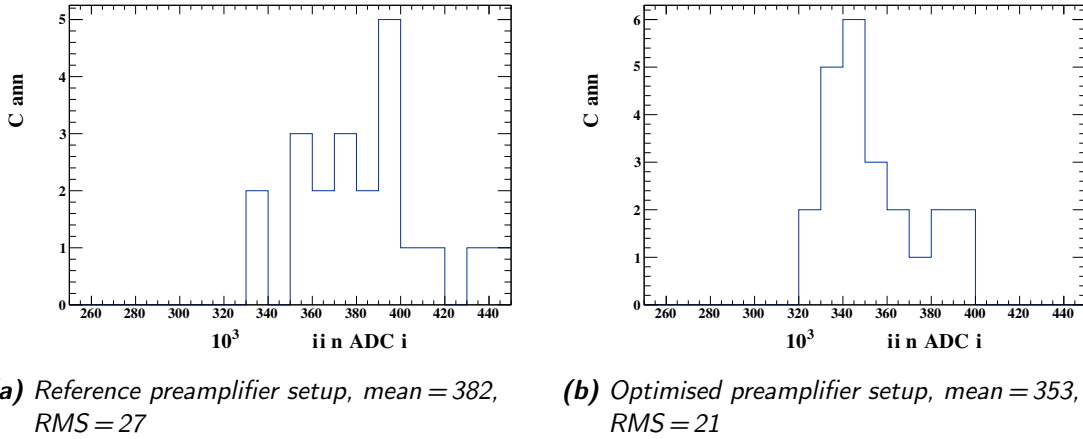 5
4
3
2
1
0
C ann
260 280 300 320 340 360 380 400 420 440
10³ ii n ADC i
6
5
4
3
2
1
0
C ann
260 280 300 320 340 360 380 400 420 440
10³ ii n ADC i
a) Reference preamplifier setup, mean = 382,
RMS = 27
(b) Optimised preamplifier setup, mean = 353,
RMS = 21